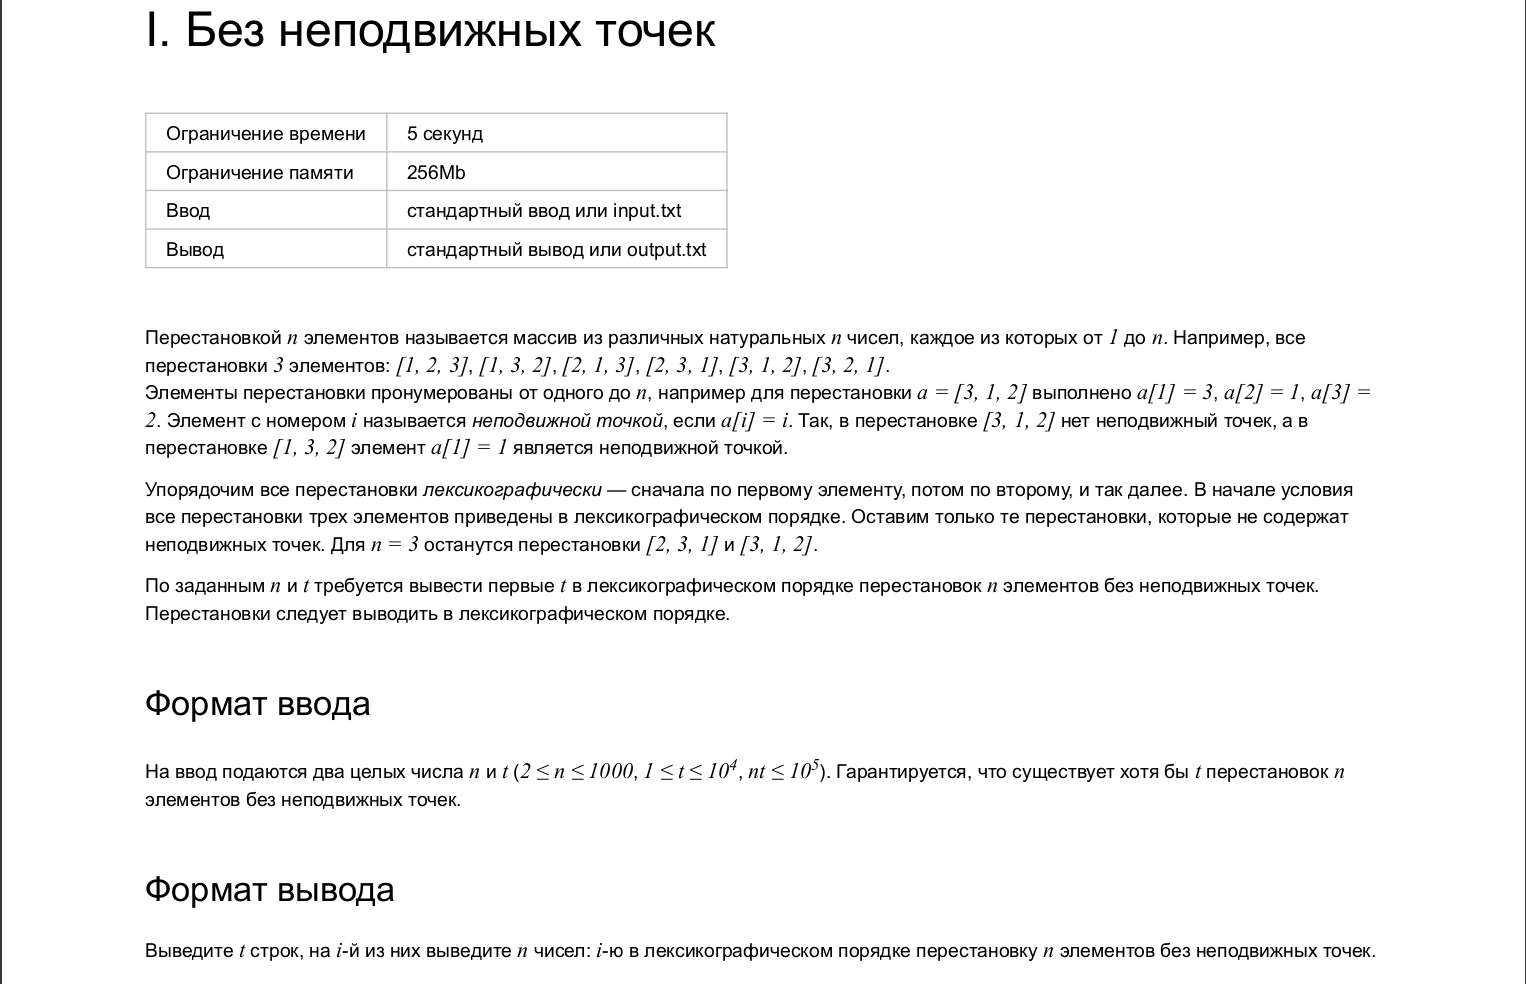 I. Без неподвижных точек
Ограничение времени 5 секунд
Ограничение памяти 256Mb
Ввод стандартный ввод или input.txt
Вывод стандартный вывод или output.txt
Перестановкой n элементов называется массив из различных натуральных n чисел, каждое из которых от 1 до n. Например, все
перестановки 3 элементов: [1, 2, 3], [1, 3, 2], [2, 1, 3], [2, 3, 1], [3, 1, 2], [3, 2, 1].
Элементы перестановки пронумерованы от одного до n, например для перестановки a = [3, 1, 2] выполнено a[1] = 3, a[2] = 1, a[3] =
2. Элемент с номером i называется неподвижной точкой, если a[i] = i. Так, в перестановке [3, 1, 2] нет неподвижный точек, а в
перестановке [1, 3, 2] элемент a[1] = 1 является неподвижной точкой.
Упорядочим все перестановки лексикографически — сначала по первому элементу, потом по второму, и так далее. В начале условия
все перестановки трех элементов приведены в лексикографическом порядке. Оставим только те перестановки, которые не содержат
неподвижных точек. Для n = 3 останутся перестановки [2, 3, 1] и [3, 1, 2].
По заданным n и t требуется вывести первые t в лексикографическом порядке перестановок n элементов без неподвижных точек.
Перестановки следует выводить в лексикографическом порядке.
Формат ввода
На ввод подаются два целых числа n и t (2 ≤ n ≤ 1000, 1 ≤ t ≤ 10⁴, nt ≤ 10⁵). Гарантируется, что существует хотя бы t перестановок n
элементов без неподвижных точек.
Формат вывода
Выведите t строк, на i-й из них выведите n чисел: i-ю в лексикографическом порядке перестановку n элементов без неподвижных точек.